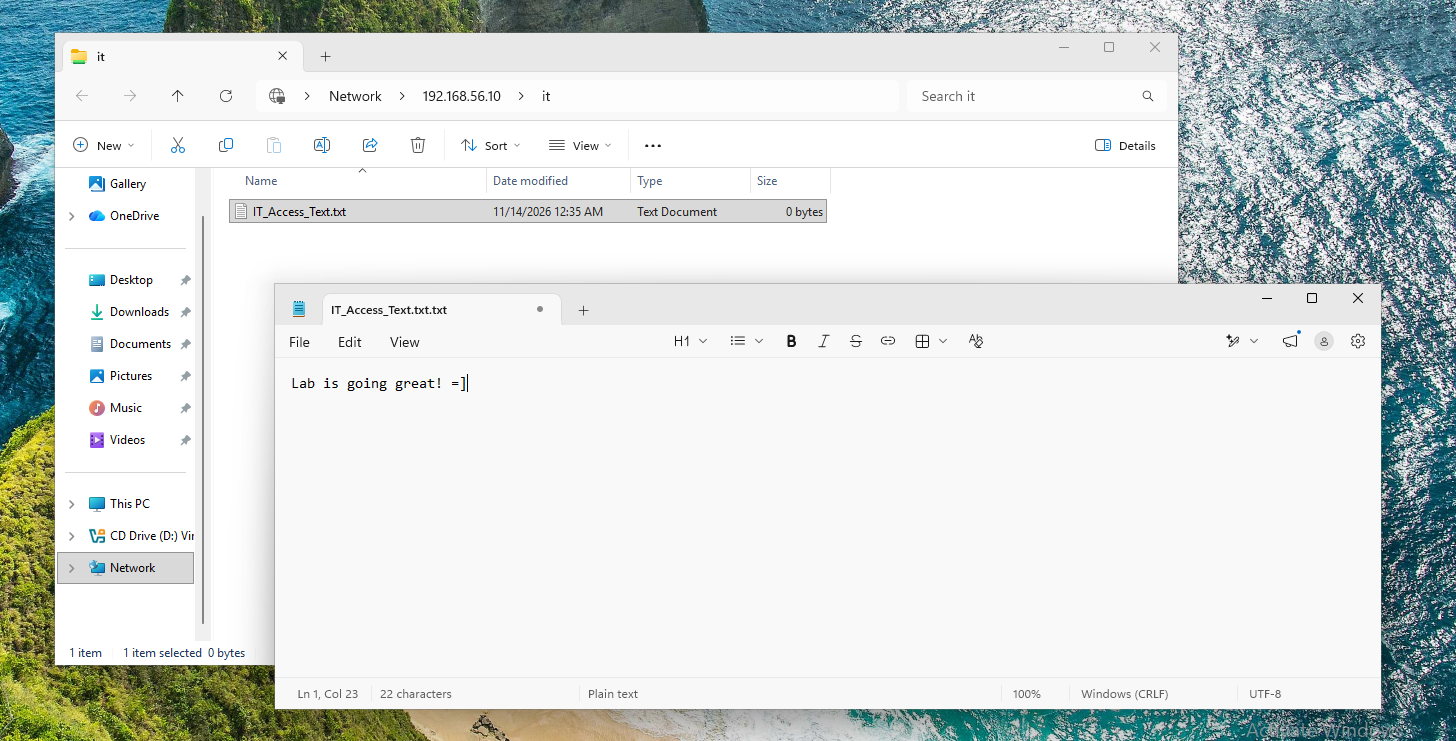 it
Network > 192.168.56.10 > it
Search it
New
Sort
View
Details
Name Date modified Type Size
IT_Access_Text.txt 11/14/2026 12:35 AM Text Document 0 bytes
Gallery
OneDrive
Desktop
Downloads
Documents
Pictures
Music
Videos
This PC
CD Drive (D:) Vir
Network
1 item 1 item selected 0 bytes
IT_Access_Text.txt.txt
File Edit View
H1 B I S
Lab is going great! =]
Ln 1, Col 23 22 characters Plain text 100% Windows (CRLF) UTF-8
Activate Windows